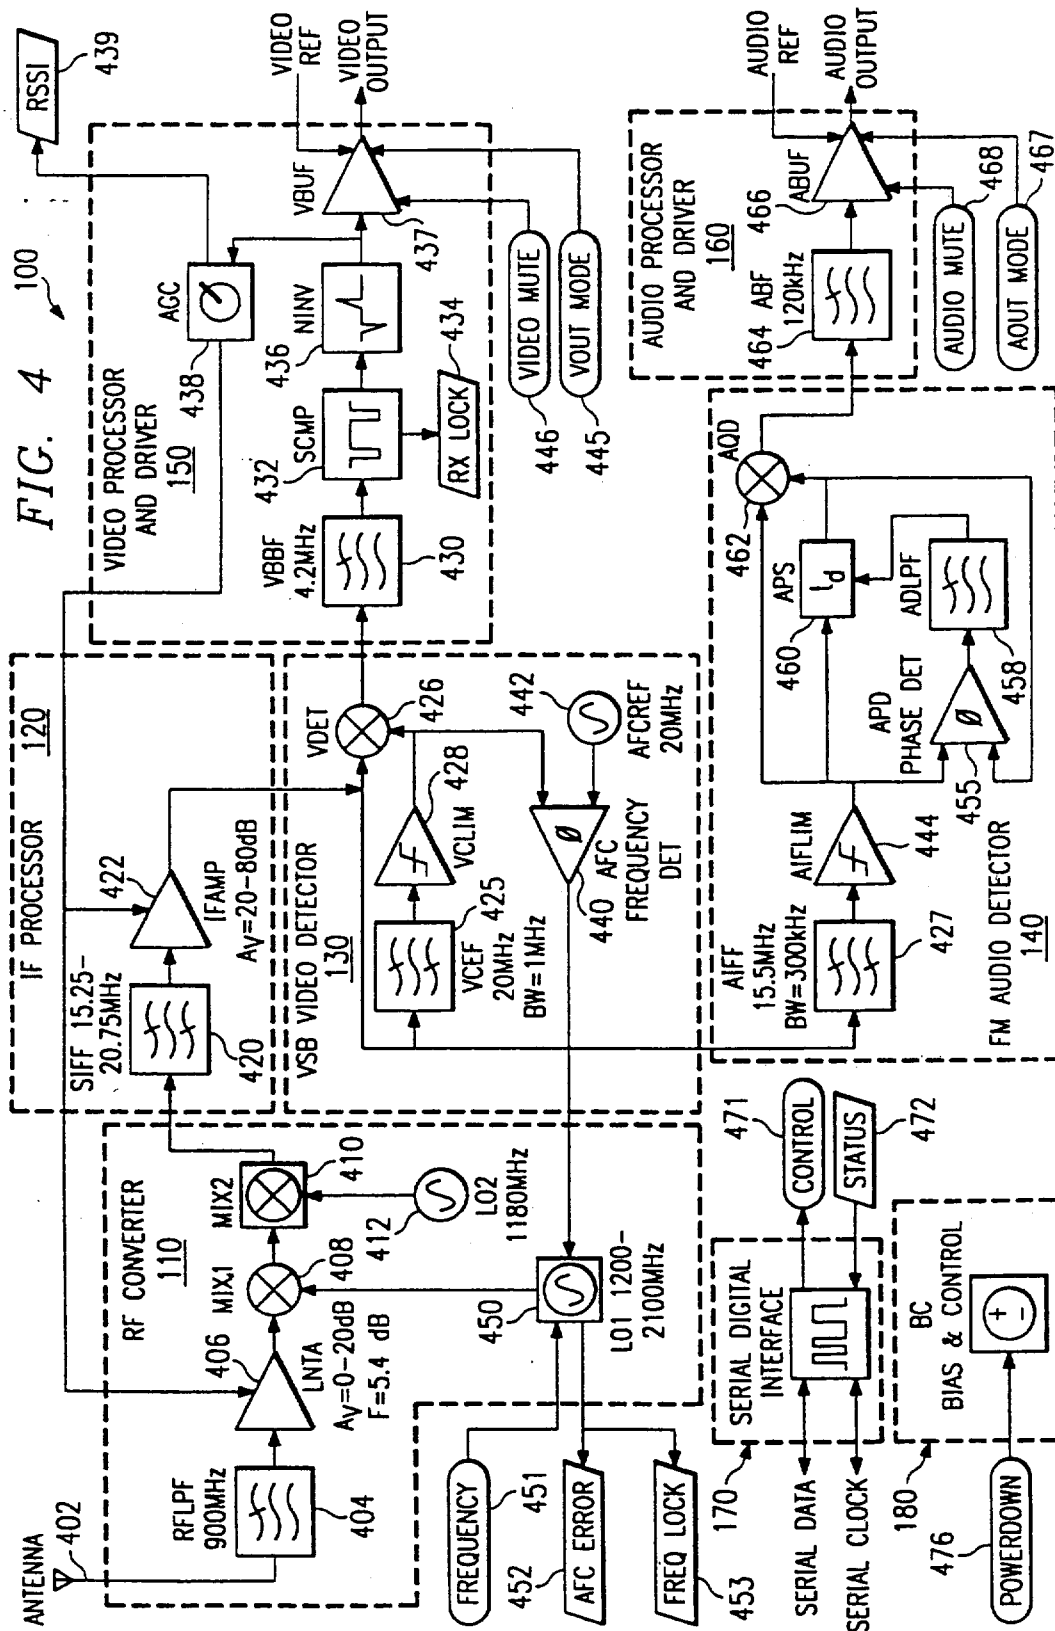 FIG. 4
100
ANTENNA
402
RF CONVERTER
110
RFLPF
900MHz
404
406
LNTA
Av=0-20dB
F=5.4 dB
MIX1
408
MIX2
410
412
LO2
1180MHz
450
LO1 1200-
2100MHz
FREQUENCY
451
AFC ERROR
452
FREQ LOCK
453
IF PROCESSOR
120
SIFF 15.25-
20.75MHz
420
422
IFAMP
Av=20-80dB
VSB VIDEO DETECTOR
130
VDET
426
428
VCLIM
425
VCEF
20MHz
BW=1MHz
442
AFCREF
20MHz
Ø
440
AFC
FREQUENCY
DET
VIDEO PROCESSOR
AND DRIVER
150
AGC
438
RSSI
439
VBBF
4.2MHz
430
SCMP
432
RX LOCK
434
NINV
436
VBUF
437
VIDEO
REF
VIDEO
OUTPUT
VIDEO MUTE
446
VOUT MODE
445
SERIAL DIGITAL
INTERFACE
170
SERIAL DATA
SERIAL CLOCK
CONTROL
471
STATUS
472
BC
BIAS & CONTROL
180
POWERDOWN
476
FM AUDIO DETECTOR
140
AIFF
15.5MHz
BW=300kHz
427
AIFLIM
444
APD
PHASE DET
Ø
455
ADLPF
458
APS
td
460
AQD
462
AUDIO PROCESSOR
AND DRIVER
160
464 ABF
120kHz
466
ABUF
AUDIO
REF
AUDIO
OUTPUT
AUDIO MUTE
468
AOUT MODE
467